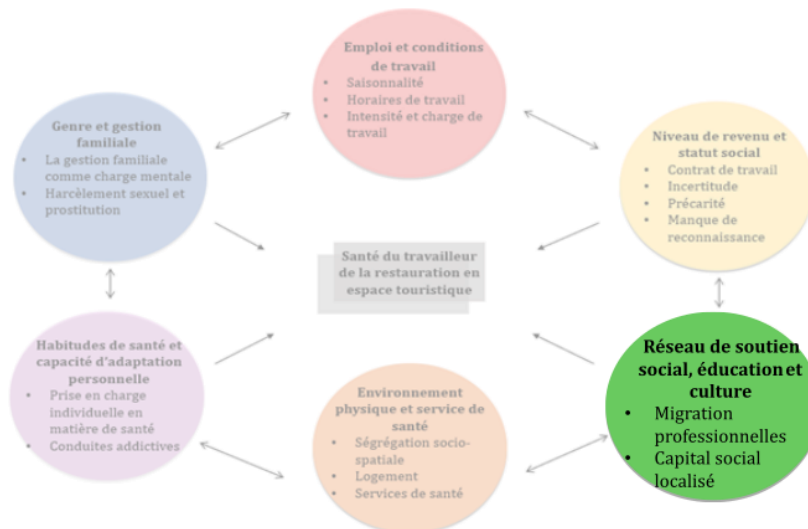 Emploi et conditions
de travail
• Saisonnalité
• Horaires de travail
• Intensité et charge de
travail
Genre et gestion
familiale
• La gestion familiale
comme charge mentale
• Harcèlement sexuel et
prostitution
Niveau de revenu et
statut social
• Contrat de travail
• Incertitude
• Précarité
• Manque de
reconnaissance
Santé du travailleur
de la restauration en
espace touristique
Habitudes de santé et
capacité d'adaptation
personnelle
• Prise en charge
individuelle en
matière de santé
• Conduites addictives
Environnement
physique et service de
santé
• Ségrégation socio-
spatiale
• Logement
• Services de santé
Réseau de soutien
social, éducation et
culture
• Migration
professionnelles
• Capital social
localisé